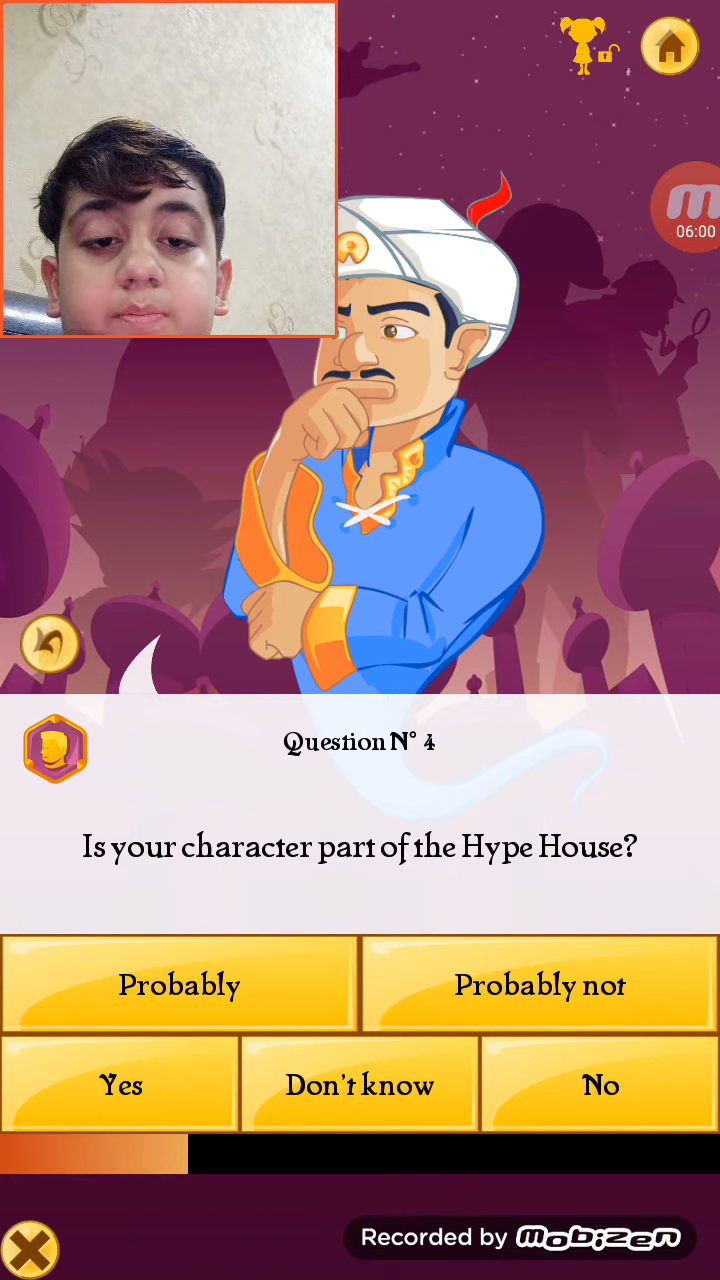 06:00
Question N° 4
Is your character part of the Hype House?
Probably
Probably not
Yes
Don't know
No
Recorded by mobizen